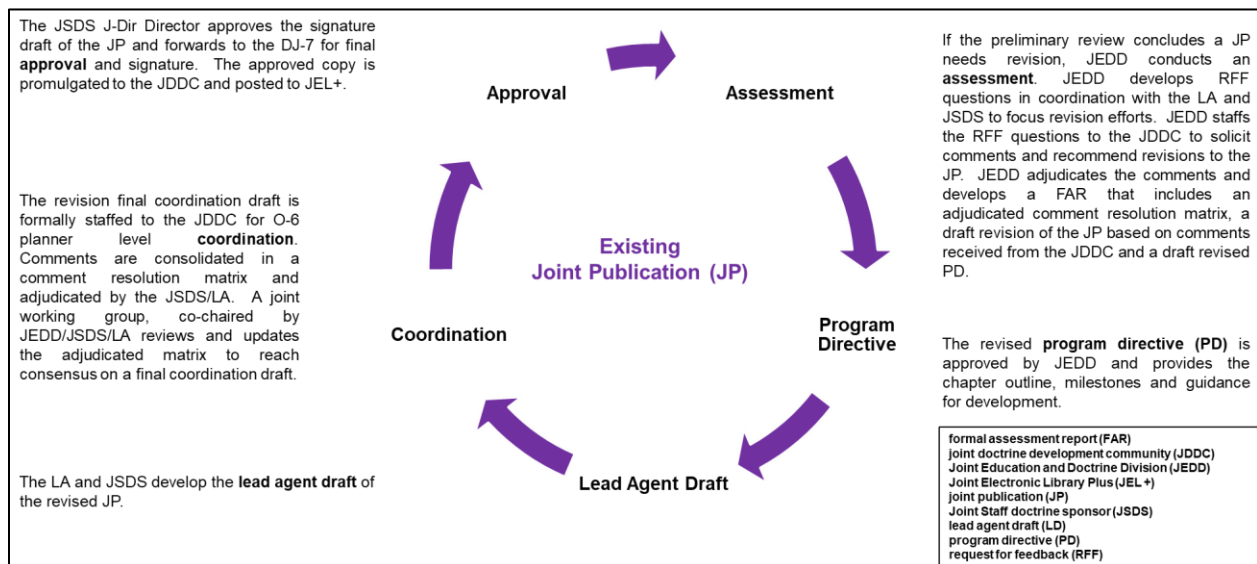 The JSDS J-Dir Director approves the signature
draft of the JP and forwards to the DJ-7 for final
approval and signature. The approved copy is
promulgated to the JDDC and posted to JEL+.
The revision final coordination draft is
formally staffed to the JDDC for O-6
planner level coordination.
Comments are consolidated in a
comment resolution matrix and
adjudicated by the JSDS/LA. A joint
working group, co-chaired by
JEDD/JSDS/LA reviews and updates
the adjudicated matrix to reach
consensus on a final coordination draft.
The LA and JSDS develop the lead agent draft of
the revised JP.
Approval
Assessment
Existing
Joint Publication (JP)
Coordination
Program
Directive
Lead Agent Draft
If the preliminary review concludes a JP
needs revision, JEDD conducts an
assessment. JEDD develops RFF
questions in coordination with the LA and
JSDS to focus revision efforts. JEDD staffs
the RFF questions to the JDDC to solicit
comments and recommend revisions to the
JP. JEDD adjudicates the comments and
develops a FAR that includes an
adjudicated comment resolution matrix, a
draft revision of the JP based on comments
received from the JDDC and a draft revised
PD.
The revised program directive (PD) is
approved by JEDD and provides the
chapter outline, milestones and guidance
for development.
formal assessment report (FAR)
joint doctrine development community (JDDC)
Joint Education and Doctrine Division (JEDD)
Joint Electronic Library Plus (JEL +)
joint publication (JP)
Joint Staff doctrine sponsor (JSDS)
lead agent draft (LD)
program directive (PD)
request for feedback (RFF)